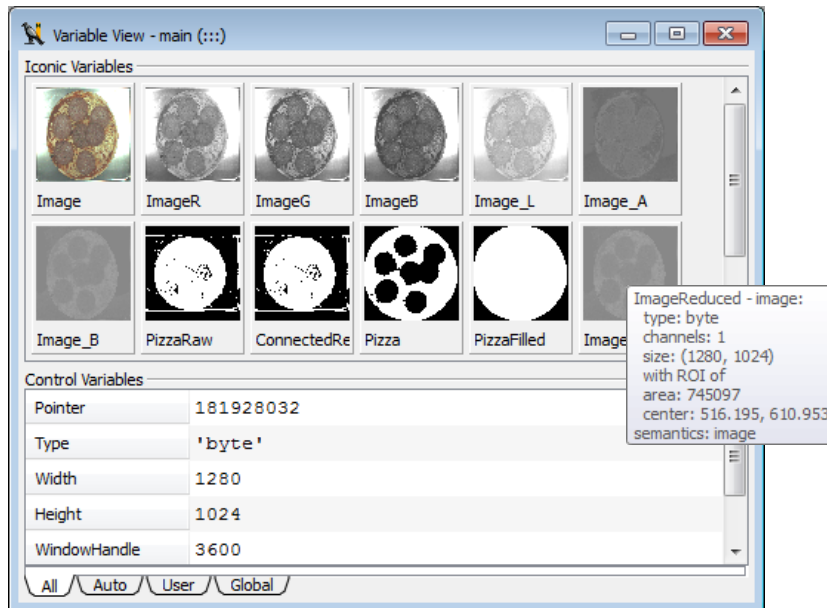 Variable View - main (:::)
Iconic Variables
Image ImageR ImageG ImageB Image_L Image_A
Image_B PizzaRaw ConnectedRe Pizza PizzaFilled Image
ImageReduced - image:
type: byte
channels: 1
size: (1280, 1024)
with ROI of
area: 745097
center: 516.195, 610.953
semantics: image
Control Variables
Pointer 181928032
Type 'byte'
Width 1280
Height 1024
WindowHandle 3600
All Auto User Global